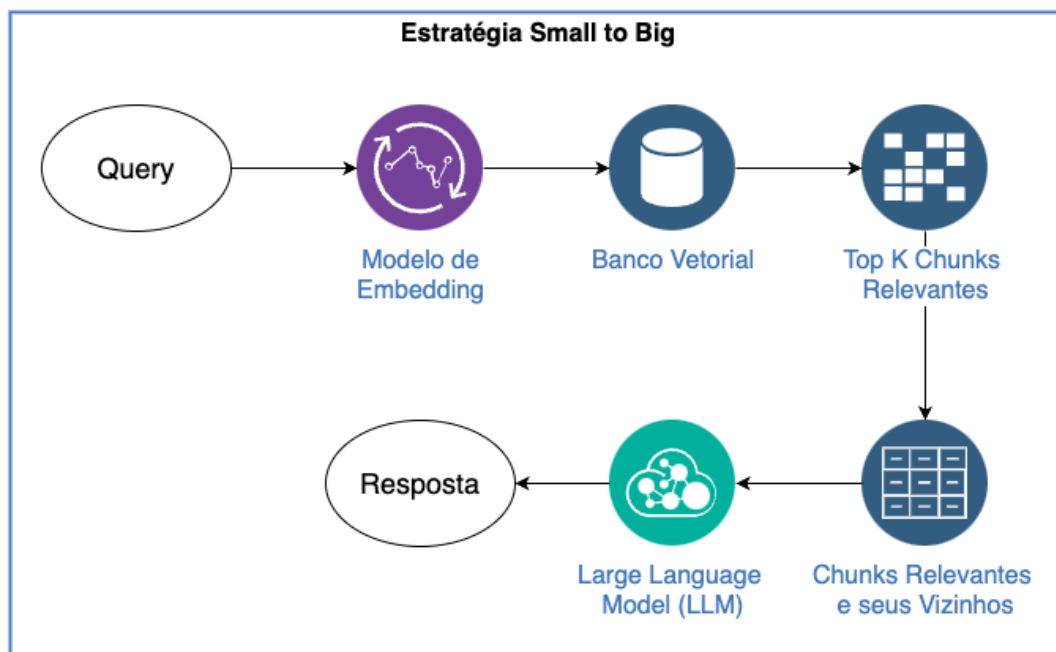 Estratégia Small to Big
Query
Modelo de
Embedding
Banco Vetorial
Top K Chunks
Relevantes
Resposta
Large Language
Model (LLM)
Chunks Relevantes
e seus Vizinhos